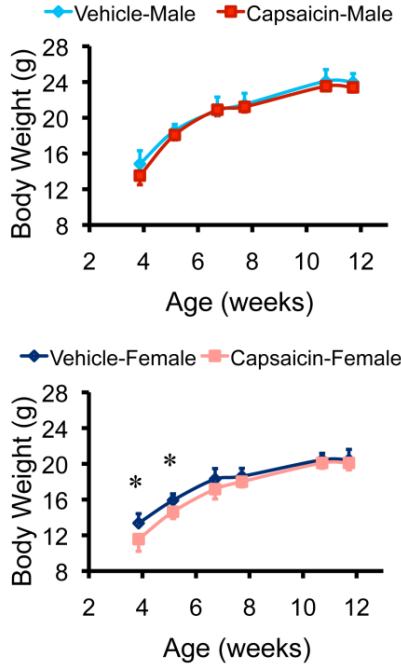 Vehicle-Male Capsaicin-Male
28
24
20
16
12
8
Body Weight (g)
2 4 6 8 10 12
Age (weeks)
Vehicle-Female Capsaicin-Female
28
24
20
16
12
8
Body Weight (g)
* *
2 4 6 8 10 12
Age (weeks)